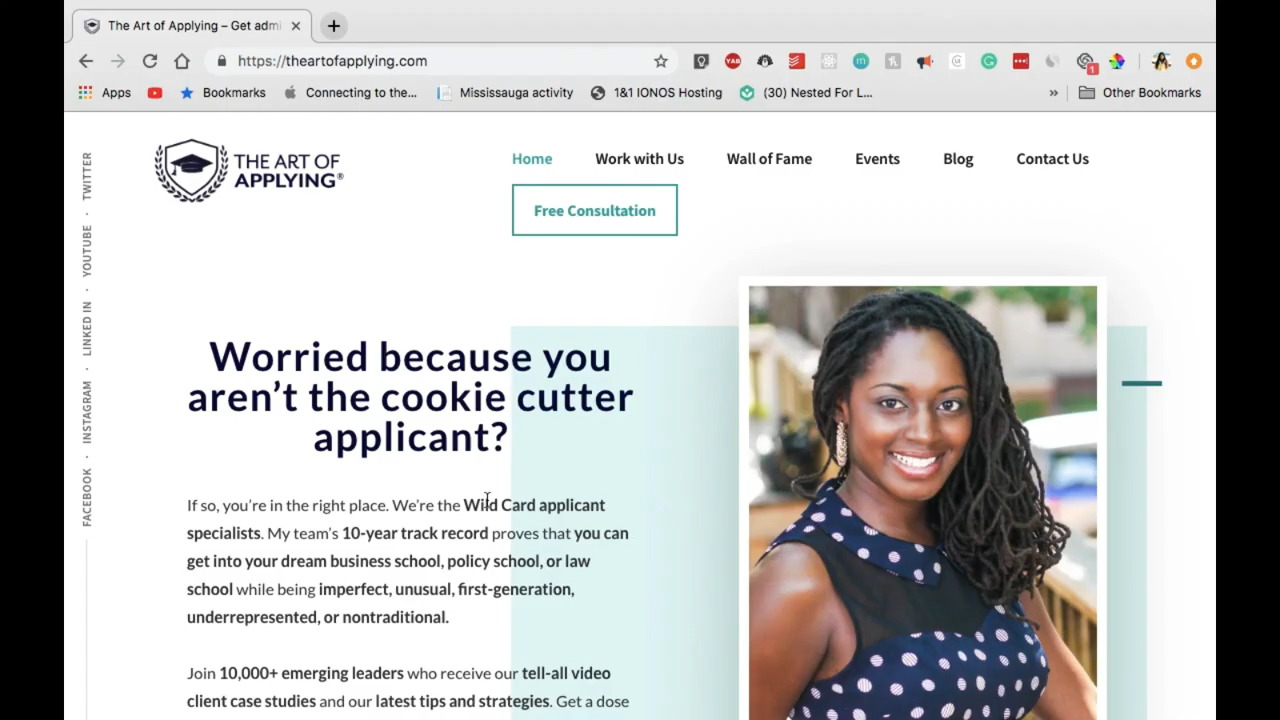 The Art of Applying – Get admi
https://theartofapplying.com
YAB
m
1
Apps
Bookmarks
Connecting to the...
Mississauga activity
1&1 IONOS Hosting
(30) Nested For L...
»
Other Bookmarks
THE ART OF
APPLYING®
Home
Work with Us
Wall of Fame
Events
Blog
Contact Us
Free Consultation
FACEBOOK · INSTAGRAM · LINKED IN · YOUTUBE · TWITTER
Worried because you
aren’t the cookie cutter
applicant?
If so, you’re in the right place. We’re the Wild Card applicant
specialists. My team’s 10-year track record proves that you can
get into your dream business school, policy school, or law
school while being imperfect, unusual, first-generation,
underrepresented, or nontraditional.
Join 10,000+ emerging leaders who receive our tell-all video
client case studies and our latest tips and strategies. Get a dose